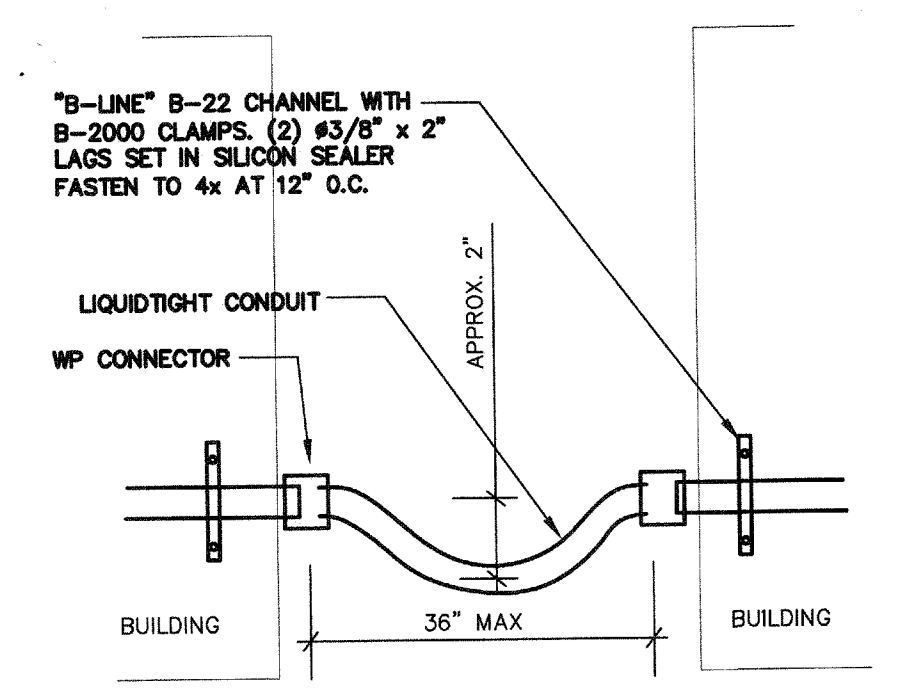 "B-LINE" B-22 CHANNEL WITH
B-2000 CLAMPS. (2) ø3/8" x 2"
LAGS SET IN SILICON SEALER
FASTEN TO 4x AT 12" O.C.
APPROX. 2"
LIQUIDTIGHT CONDUIT
WP CONNECTOR
BUILDING
36" MAX
BUILDING